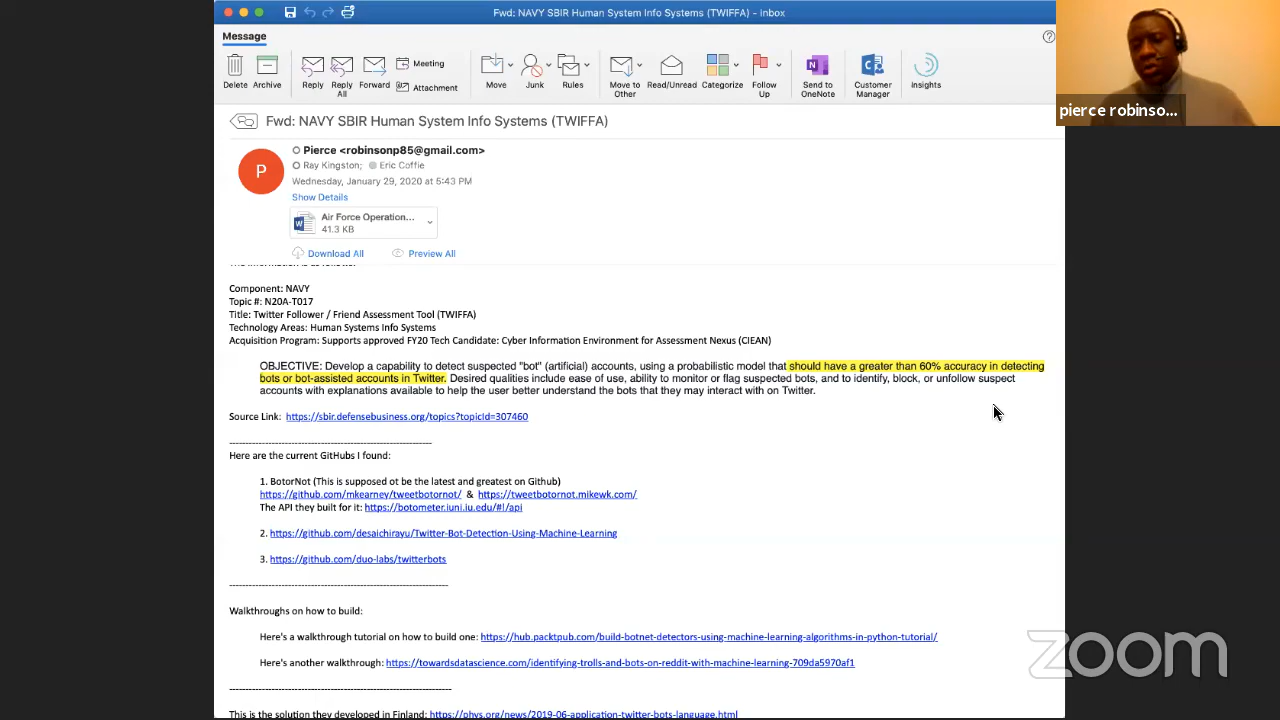 Fwd: NAVY SBIR Human System Info Systems (TWIFFA) - Inbox
Message
Delete
Archive
Reply
Reply All
Forward
Meeting
Attachment
Move
Junk
Rules
Move to Other
Read/Unread
Categorize
Follow Up
Send to OneNote
Customer Manager
Insights
pierce robinso...
Fwd: NAVY SBIR Human System Info Systems (TWIFFA)
P
Pierce <robinsonp85@gmail.com>
Ray Kingston; Eric Coffie
Wednesday, January 29, 2020 at 5:43 PM
Show Details
Air Force Operation...
41.3 KB
Download All Preview All
Component: NAVY
Topic #: N20A-T017
Title: Twitter Follower / Friend Assessment Tool (TWIFFA)
Technology Areas: Human Systems Info Systems
Acquisition Program: Supports approved FY20 Tech Candidate: Cyber Information Environment for Assessment Nexus (CIEAN)
OBJECTIVE: Develop a capability to detect suspected "bot" (artificial) accounts, using a probabilistic model that should have a greater than 60% accuracy in detecting
bots or bot-assisted accounts in Twitter. Desired qualities include ease of use, ability to monitor or flag suspected bots, and to identify, block, or unfollow suspect
accounts with explanations available to help the user better understand the bots that they may interact with on Twitter.
Source Link: https://sbir.defensebusiness.org/topics?topicId=307460
--------------------------------------------------------------
Here are the current GitHubs I found:
1. BotorNot (This is supposed ot be the latest and greatest on Github)
https://github.com/mkearney/tweetbotornot/ & https://tweetbotornot.mikewk.com/
The API they built for it: https://botometer.iuni.iu.edu/#!/api
2. https://github.com/desaichirayu/Twitter-Bot-Detection-Using-Machine-Learning
3. https://github.com/duo-labs/twitterbots
-------------------------------------------------------------------
Walkthroughs on how to build:
Here's a walkthrough tutorial on how to build one: https://hub.packtpub.com/build-botnet-detectors-using-machine-learning-algorithms-in-python-tutorial/
Here's another walkthrough: https://towardsdatascience.com/identifying-trolls-and-bots-on-reddit-with-machine-learning-709da5970af1
zoom
--------------------------------------------------------------------
This is the solution they developed in Finland: https://phys.org/news/2019-06-application-twitter-bots-language.html